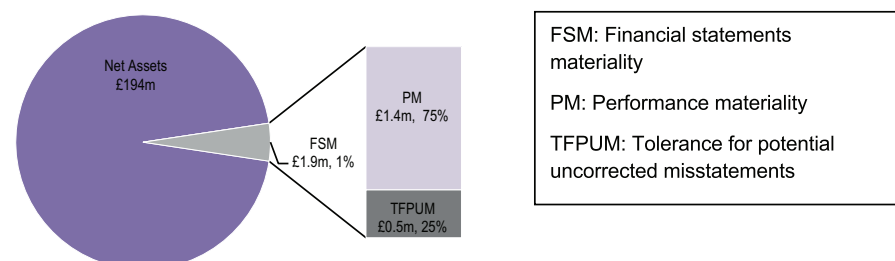 Net Assets
£194m
FSM
£1.9m, 1%
PM
£1.4m, 75%
TFPUM
£0.5m, 25%
FSM: Financial statements
materiality
PM: Performance materiality
TFPUM: Tolerance for potential
uncorrected misstatements